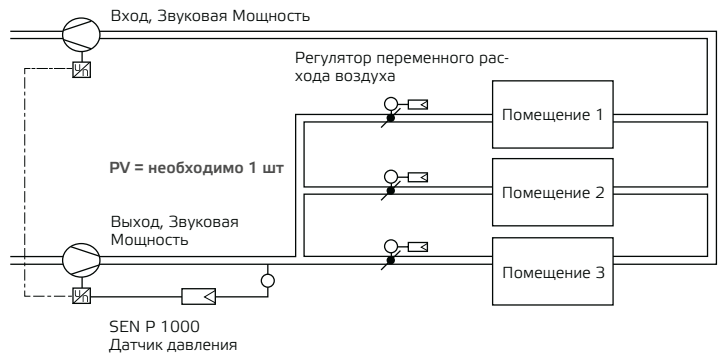 Вход, Звуковая Мощность
Регулятор переменного рас-
хода воздуха
Помещение 1
PV = необходимо 1 шт
Помещение 2
Выход, Звуковая
Мощность
Помещение 3
SEN P 1000
Датчик давления